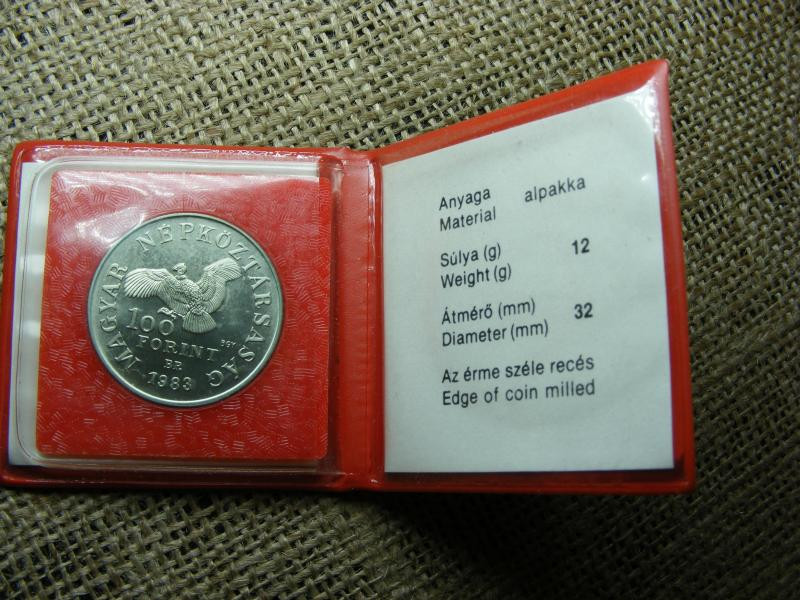 MAGYAR NÉPKÖZTÁRSASÁG
100
BGY
FORINT
BP.
1983
Anyaga alpakka
Material
Súlya (g) 12
Weight (g)
Átmérő (mm) 32
Diameter (mm)
Az érme széle recés
Edge of coin milled